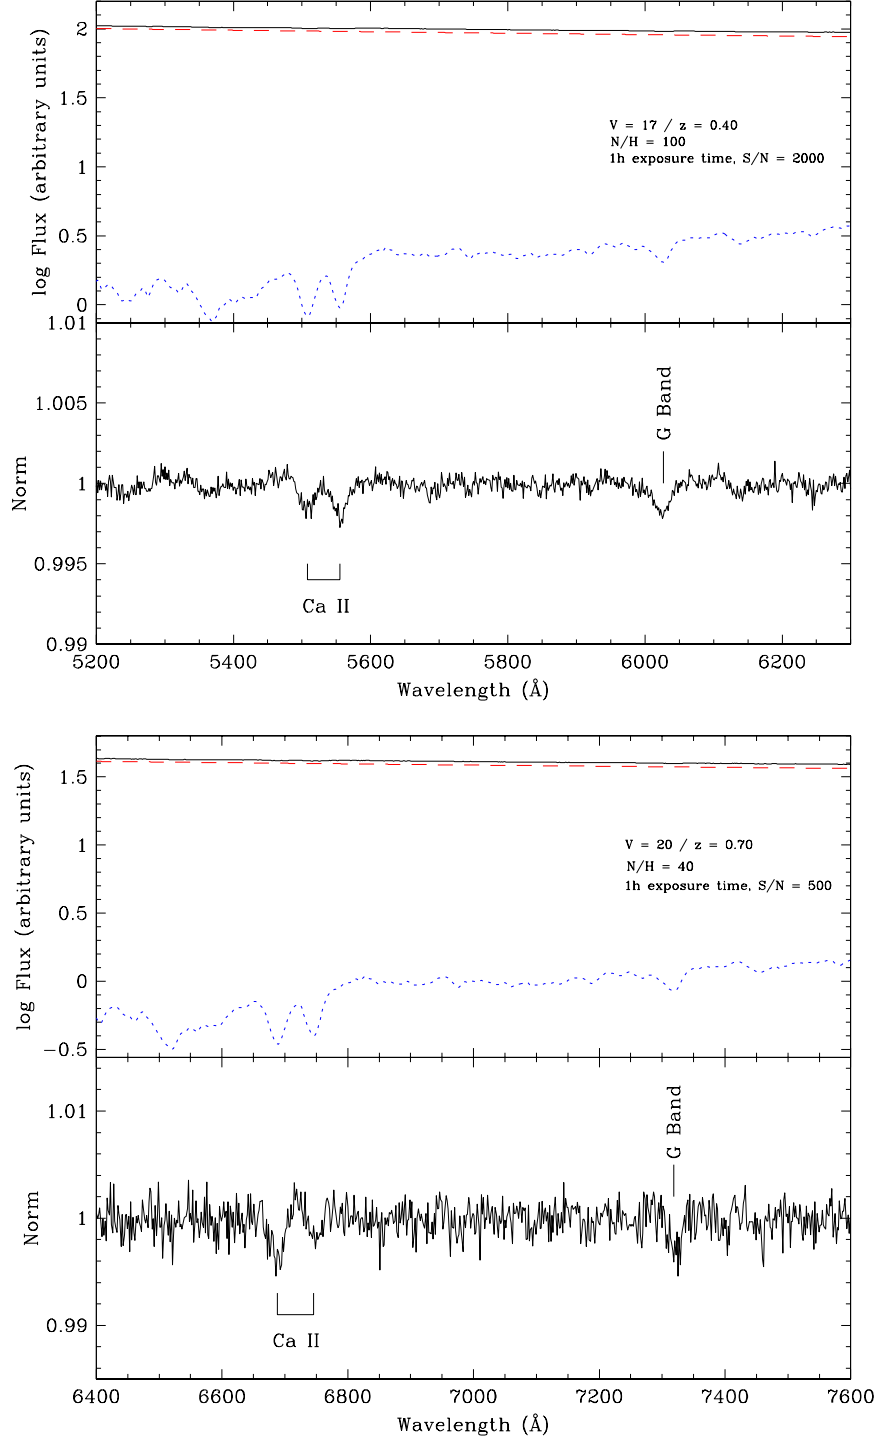 2
1.5
1
0.5
0
log Flux (arbitrary units)
V = 17 / z = 0.40
N/H = 100
1h exposure time, S/N = 2000
1.01
1.005
1
0.995
0.99
Norm
G Band
Ca II
5200 5400 5600 5800 6000 6200
Wavelength (Å)
1.5
1
0.5
0
−0.5
log Flux (arbitrary units)
V = 20 / z = 0.70
N/H = 40
1h exposure time, S/N = 500
1.01
1
0.99
Norm
G Band
Ca II
6400 6600 6800 7000 7200 7400 7600
Wavelength (Å)